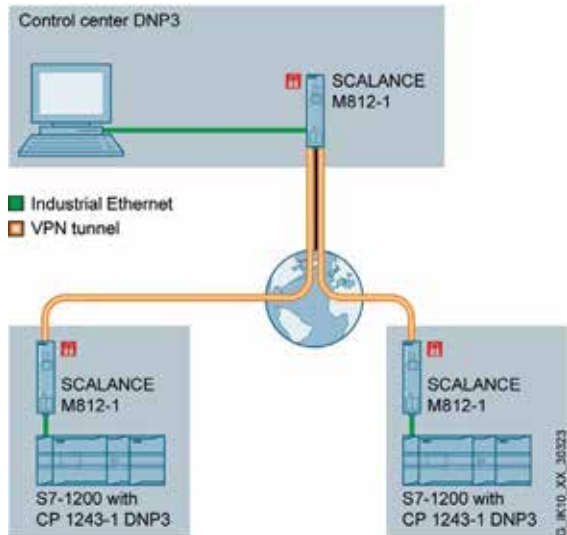 Control center DNP3
SCALANCE
M812-1
Industrial Ethernet
VPN tunnel
SCALANCE
M812-1
S7-1200 with
CP 1243-1 DNP3
SCALANCE
M812-1
S7-1200 with
CP 1243-1 DNP3
G_IK10_XX_30323